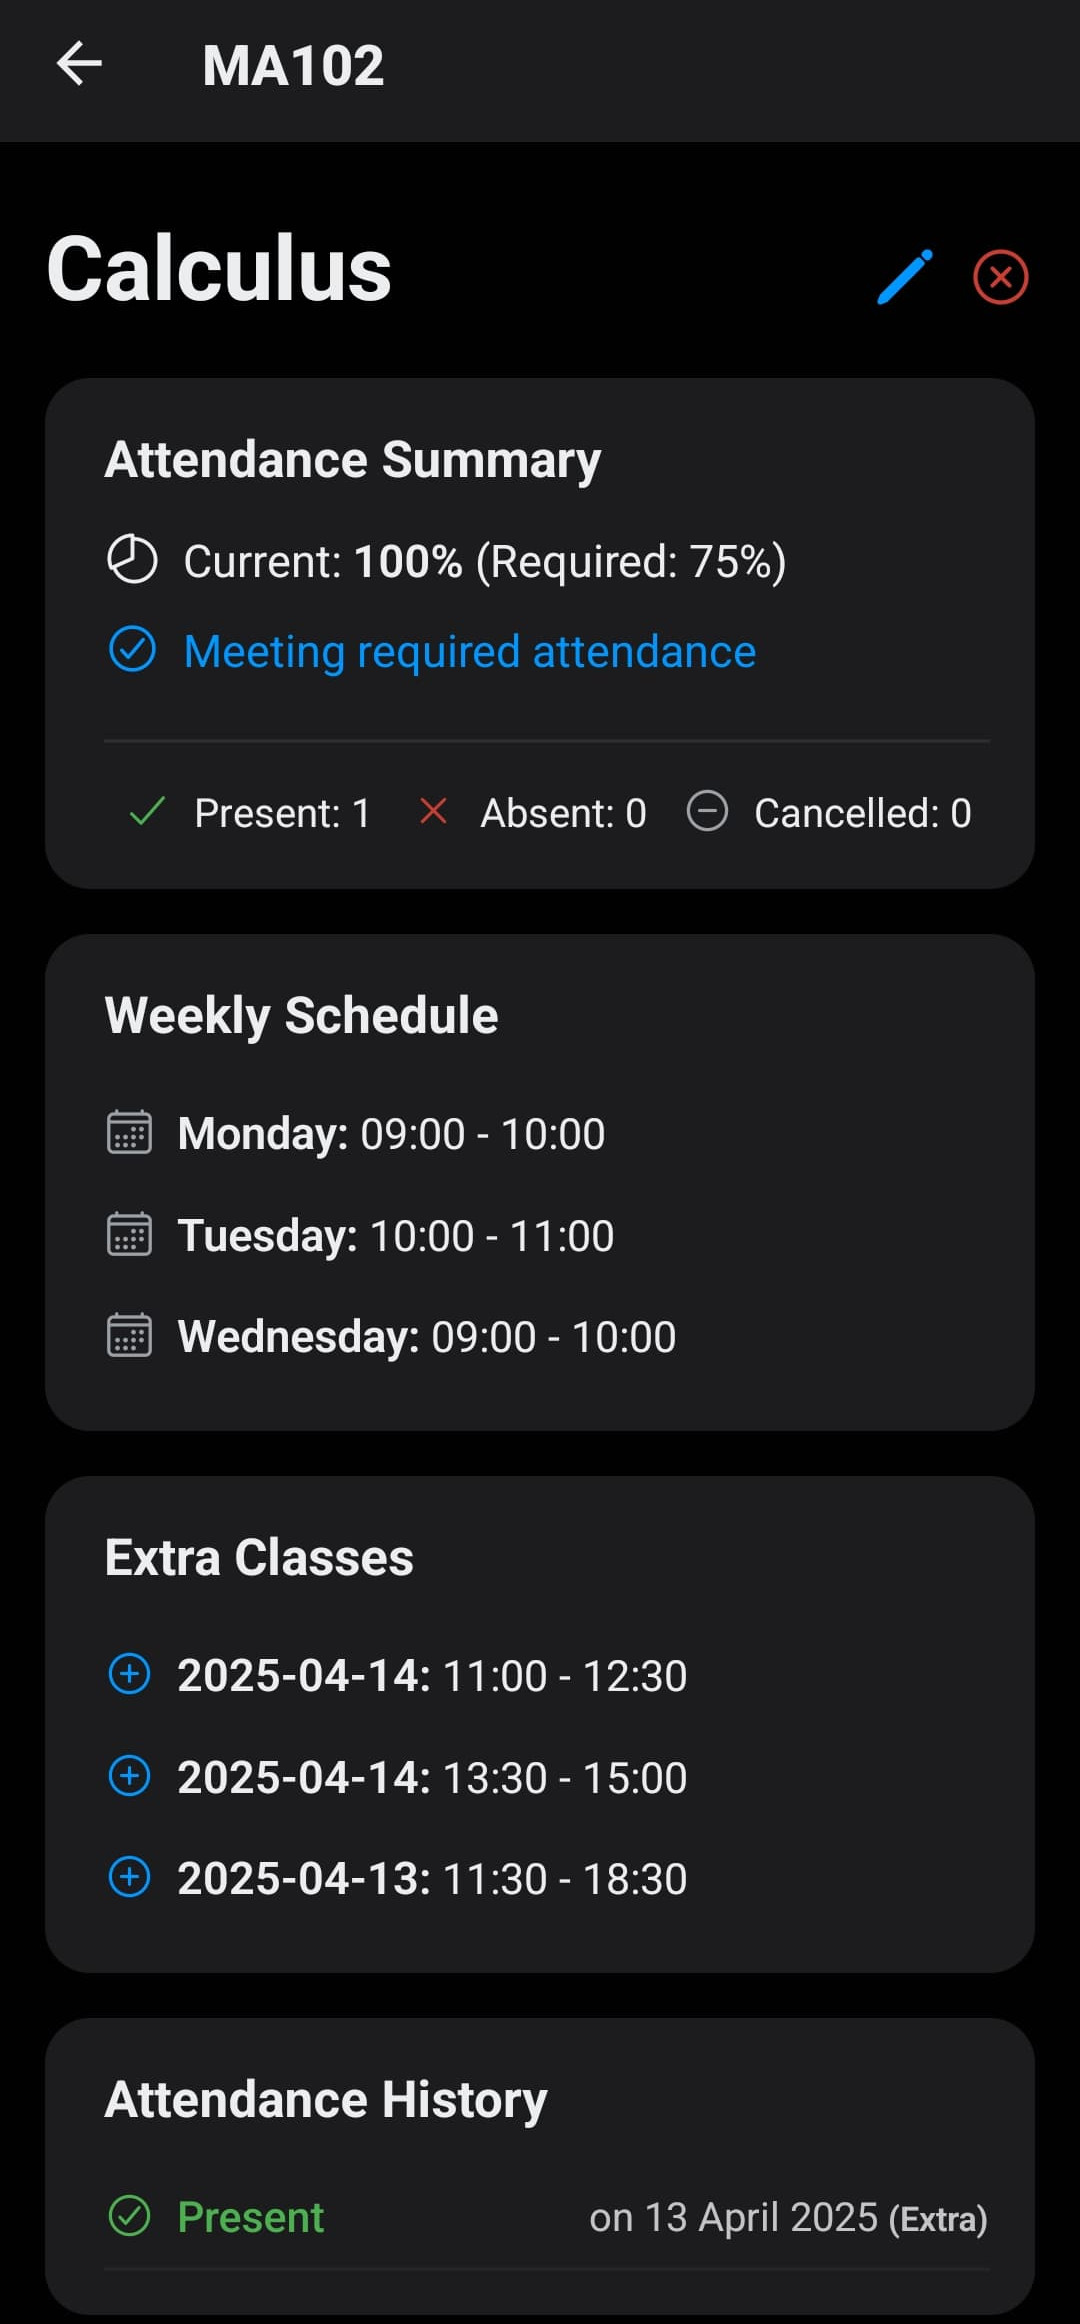 MA102
Calculus
Attendance Summary
Current: 100% (Required: 75%)
Meeting required attendance
Present: 1 Absent: 0 Cancelled: 0
Weekly Schedule
Monday: 09:00 - 10:00
Tuesday: 10:00 - 11:00
Wednesday: 09:00 - 10:00
Extra Classes
2025-04-14: 11:00 - 12:30
2025-04-14: 13:30 - 15:00
2025-04-13: 11:30 - 18:30
Attendance History
Present on 13 April 2025 (Extra)